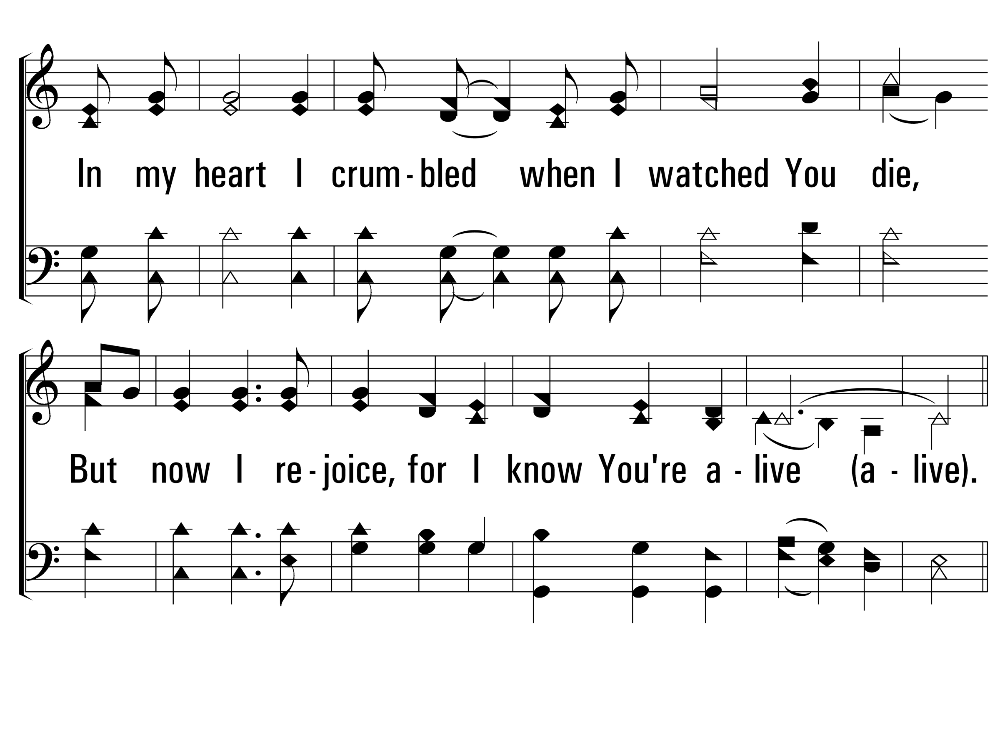 In my heart I crum - bled when I watched You die,
But now I re - joice, for I know You're a - live (a - live).